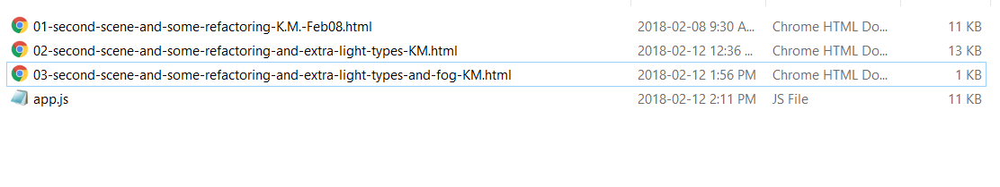 01-second-scene-and-some-refactoring-K.M.-Feb08.html 2018-02-08 9:30 A... Chrome HTML Do... 11 KB
02-second-scene-and-some-refactoring-and-extra-light-types-KM.html 2018-02-12 12:36 ... Chrome HTML Do... 13 KB
03-second-scene-and-some-refactoring-and-extra-light-types-and-fog-KM.html 2018-02-12 1:56 PM Chrome HTML Do... 1 KB
app.js 2018-02-12 2:11 PM JS File 11 KB